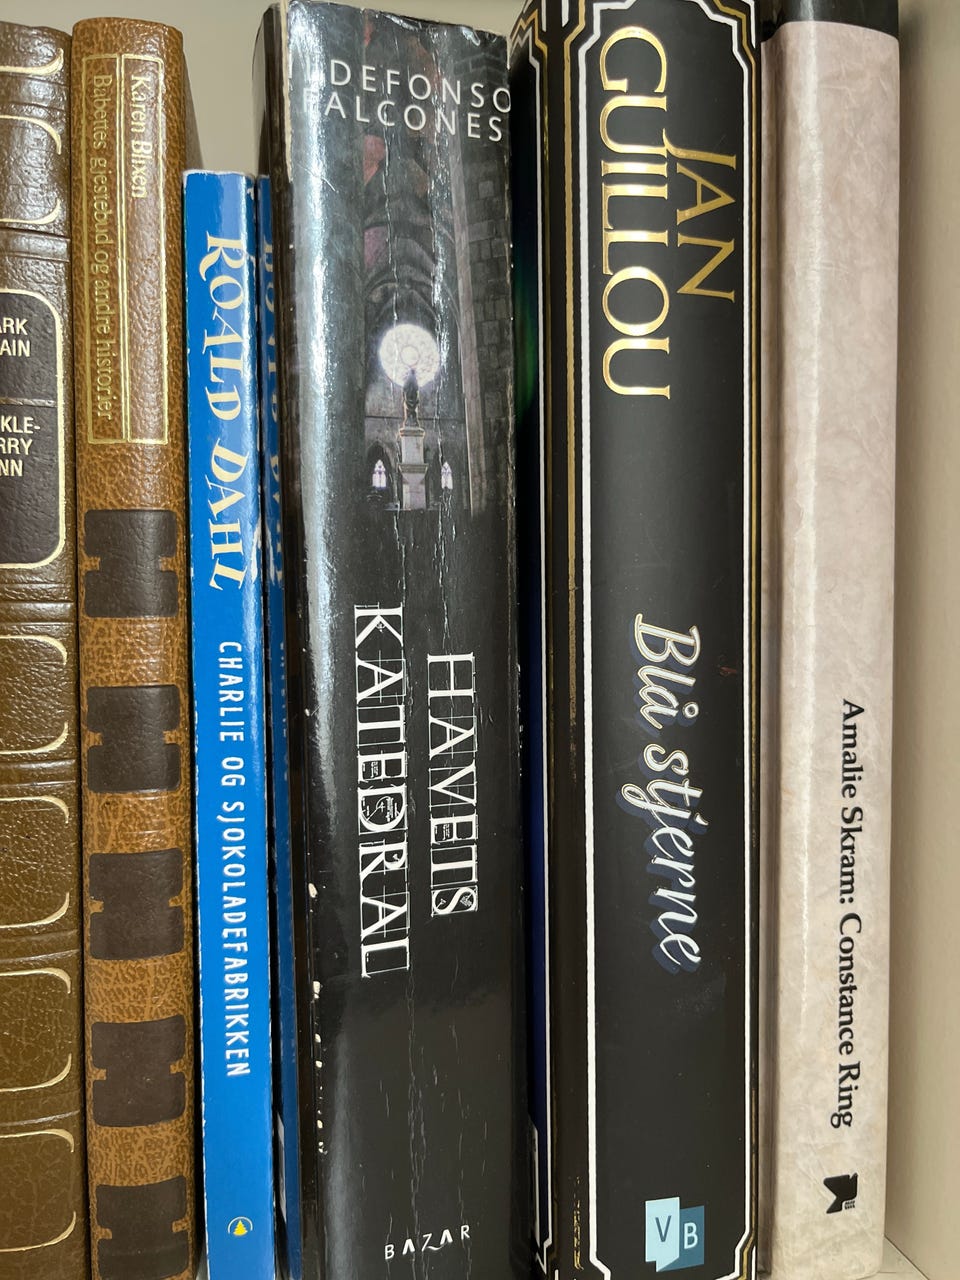 ARK
AIN
KLE-
RRY
NN
Karen Blixen
Babettes gjestebud og andre historier
ROALD DAHL
CHARLIE OG SJOKOLADEFABRIKKEN
DEFONSO
FALCONES
HAVETS
KATEDRAL
BAZAR
JAN
GUILLOU
Blå stjerne
VB
Amalie Skram: Constance Ring